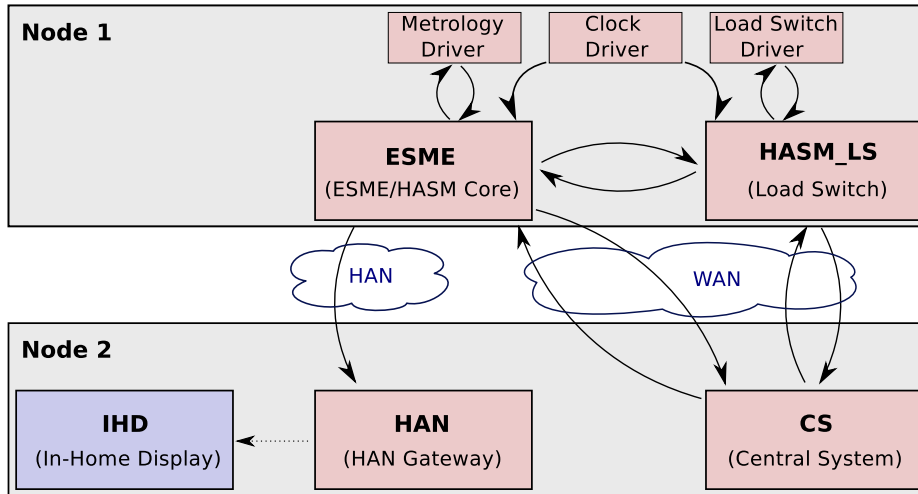 Node 1
Metrology
Driver
Clock
Driver
Load Switch
Driver
ESME
(ESME/HASM Core)
HASM_LS
(Load Switch)
HAN
WAN
Node 2
IHD
(In-Home Display)
HAN
(HAN Gateway)
CS
(Central System)